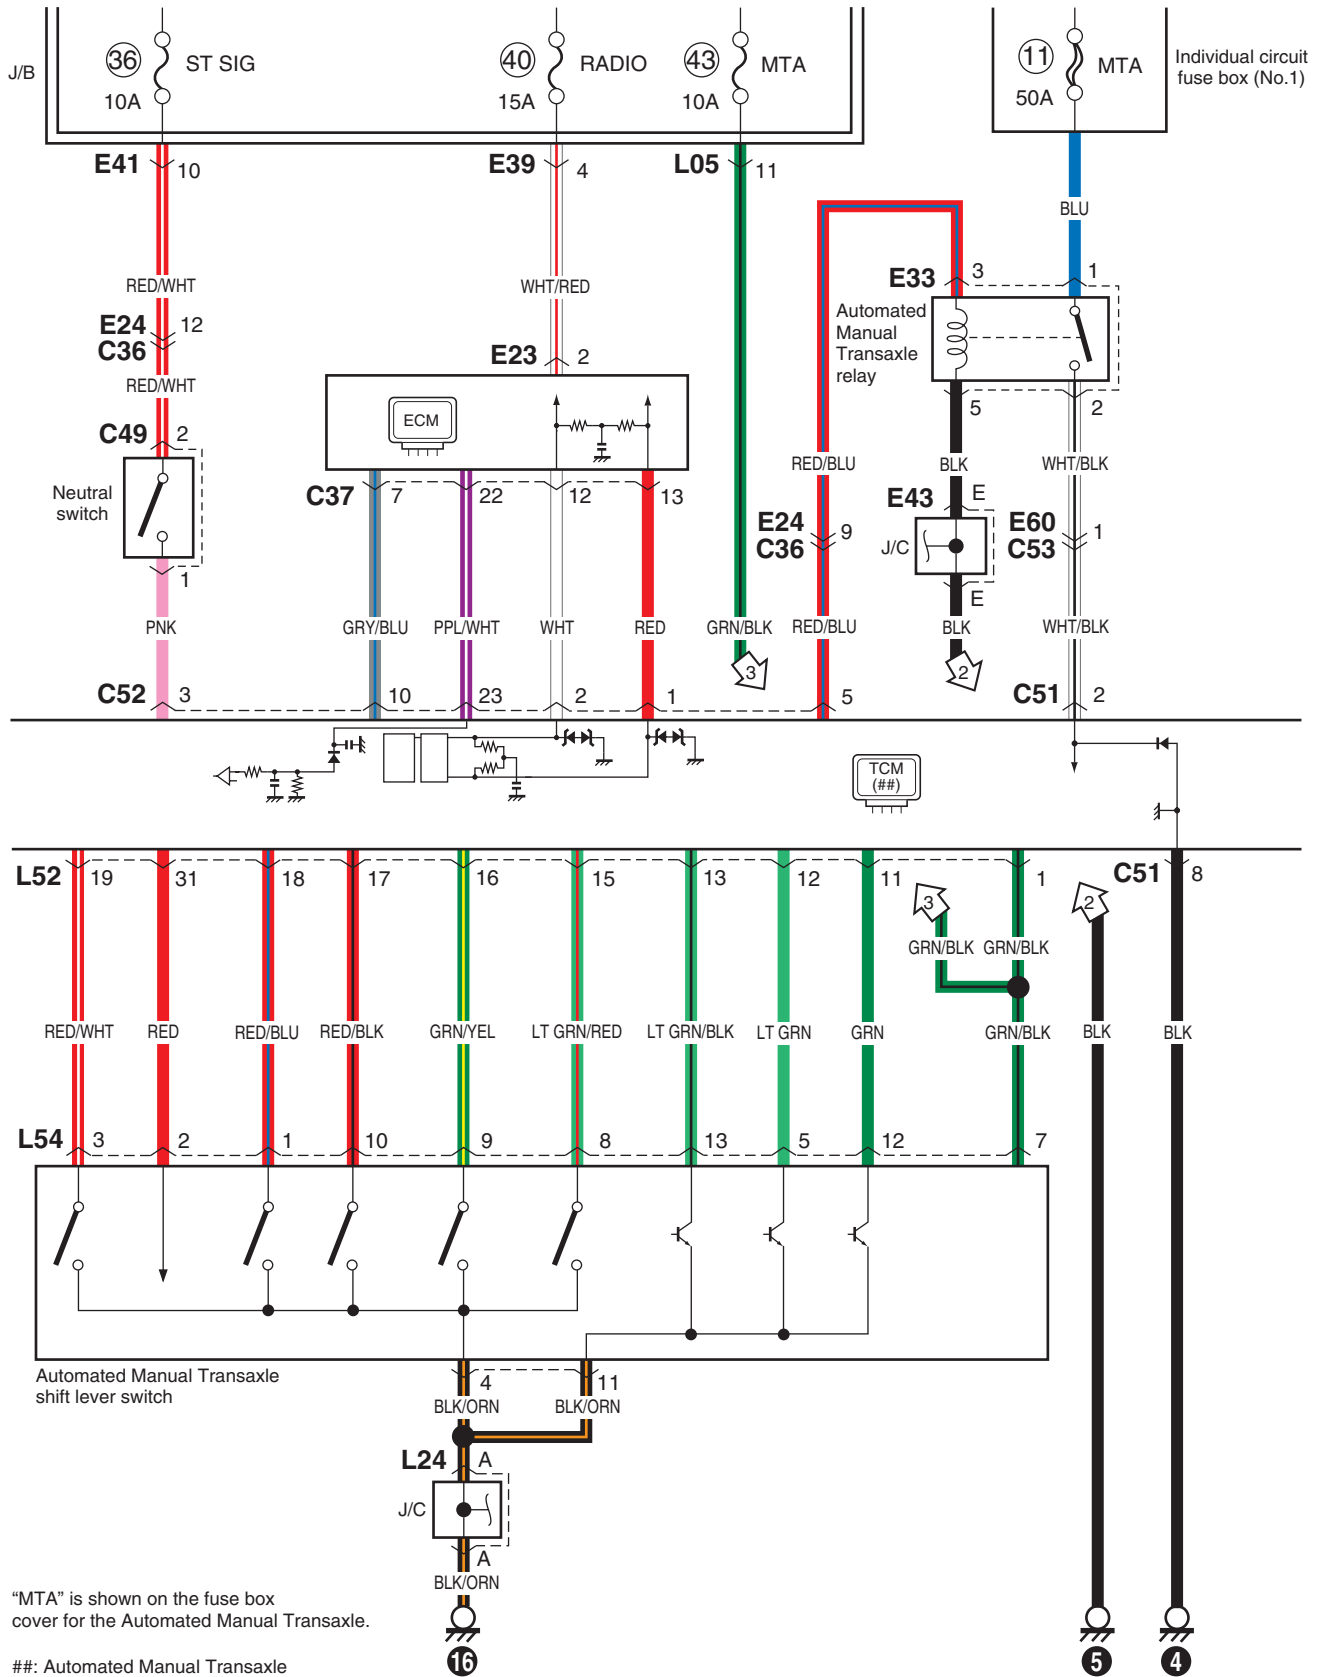 J/B
36 ST SIG
10A
40 RADIO
15A
43 MTA
10A
11 MTA
50A
Individual circuit
fuse box (No.1)
E41 10
E39 4
L05 11
BLU
RED/WHT
WHT/RED
E33 3 1
E24 12
C36
RED/WHT
E23 2
Automated
Manual
Transaxle
relay
ECM
5 2
C49 2
Neutral
switch
1
C37 7 22 12 13
RED/BLU
BLK
WHT/BLK
E24 9
C36
E43 E
J/C
E
E60 1
C53
PNK
GRY/BLU
PPL/WHT
WHT
RED
GRN/BLK
RED/BLU
BLK
WHT/BLK
3
2
C52 3 10 23 2 1 5
C51 2
TCM
(##)
L52 19 31 18 17 16 15 13 12 11 1
C51 8
3
2
GRN/BLK GRN/BLK
RED/WHT
RED
RED/BLU
RED/BLK
GRN/YEL
LT GRN/RED
LT GRN/BLK
LT GRN
GRN
GRN/BLK
BLK
BLK
L54 3 2 1 10 9 8 13 5 12 7
Automated Manual Transaxle
shift lever switch
4 11
BLK/ORN
BLK/ORN
L24 A
J/C
A
BLK/ORN
16
5
4
“MTA” is shown on the fuse box
cover for the Automated Manual Transaxle.
##: Automated Manual Transaxle